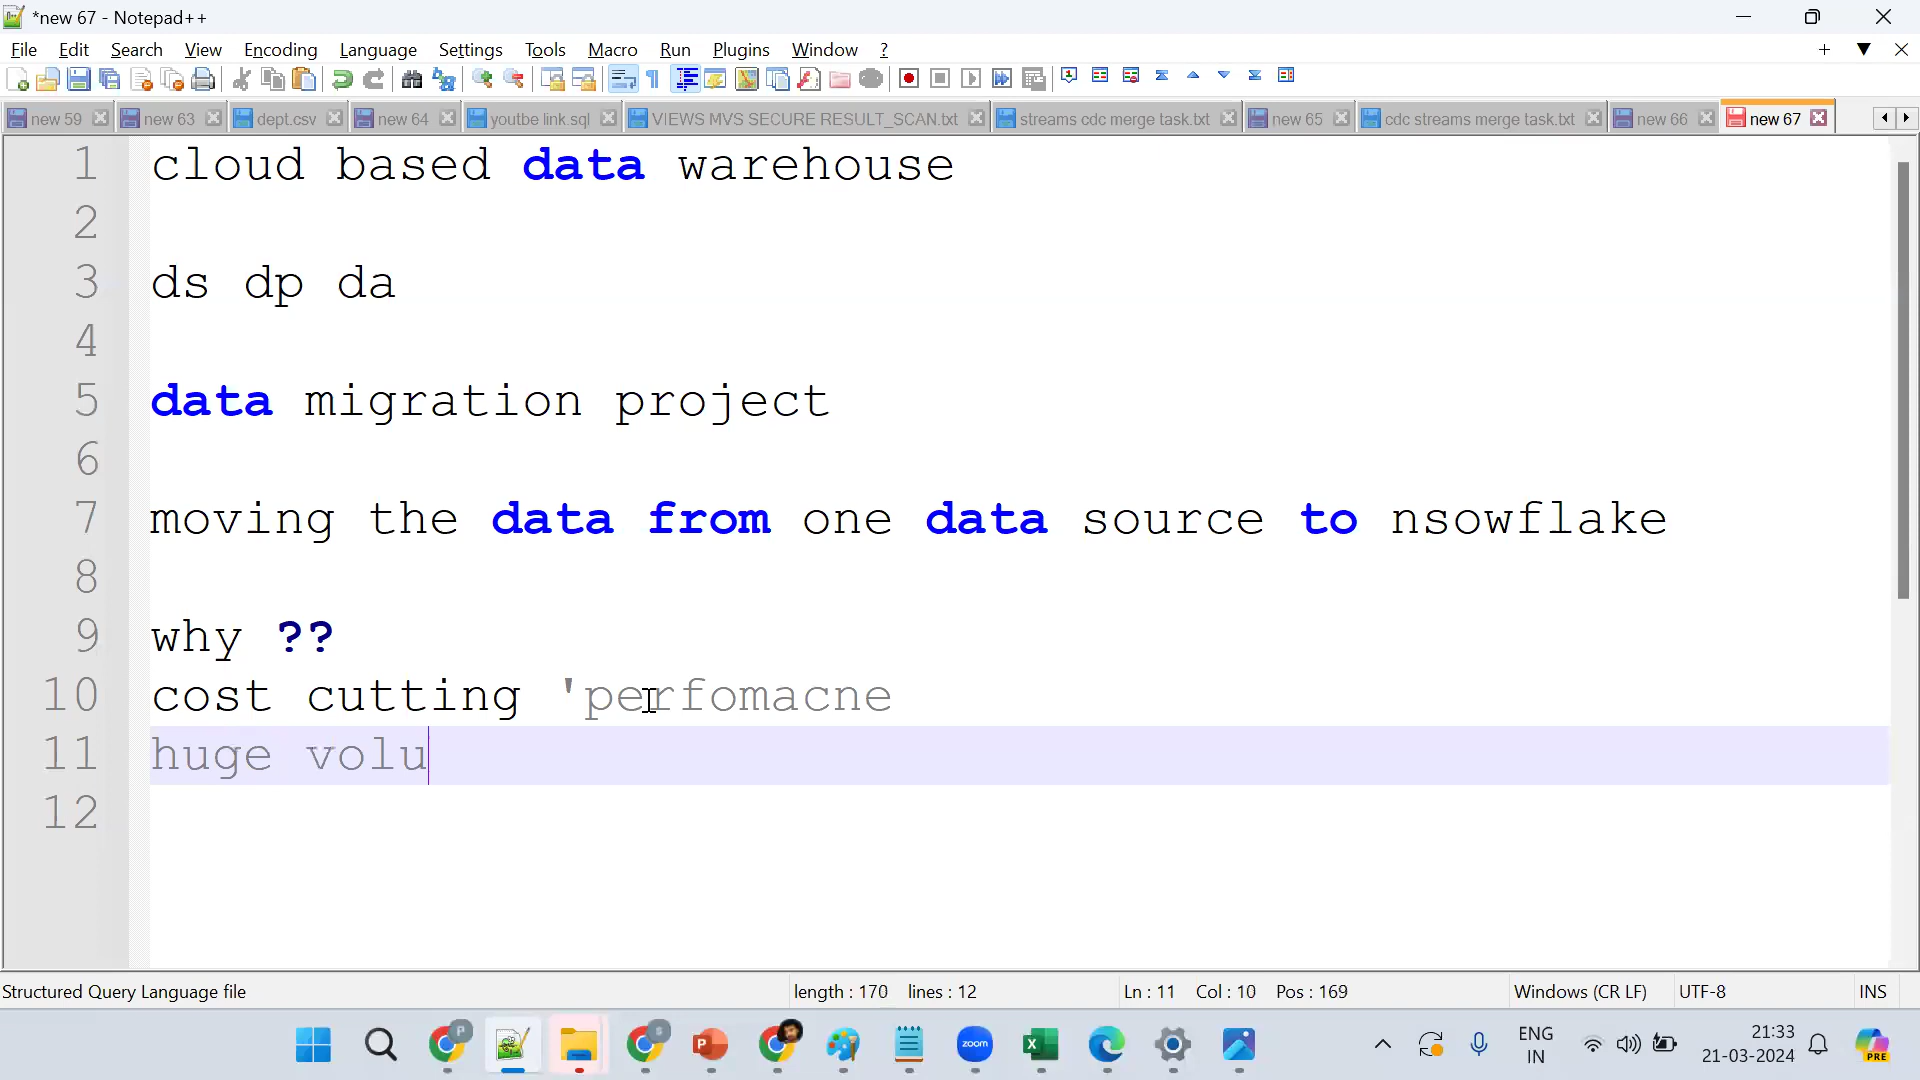 *new 67 - Notepad++
File Edit Search View Encoding Language Settings Tools Macro Run Plugins Window ?
new 59 new 63 dept.csv new 64 youtbe link.sql VIEWS MVS SECURE RESULT_SCAN.txt streams cdc merge task.txt new 65 cdc streams merge task.txt new 66 new 67
1 cloud based data warehouse
2
3 ds dp da
4
5 data migration project
6
7 moving the data from one data source to nsowflake
8
9 why ??
10 cost cutting 'perfomacne
11 huge volu
12
Structured Query Language file length : 170 lines : 12 Ln : 11 Col : 10 Pos : 169 Windows (CR LF) UTF-8 INS
zoom ENG 21:33
IN 21-03-2024 PRE